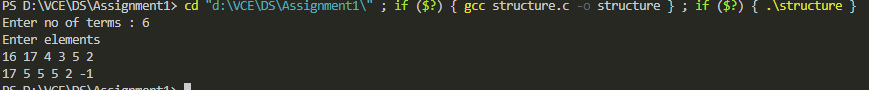 PS D:\VCE\DS\Assignment1> cd "d:\VCE\DS\Assignment1\" ; if ($?) { gcc structure.c -o structure } ; if ($?) { .\structure }
Enter no of terms : 6
Enter elements
16 17 4 3 5 2
17 5 5 5 2 -1
PS D:\VCE\DS\Assignment1>